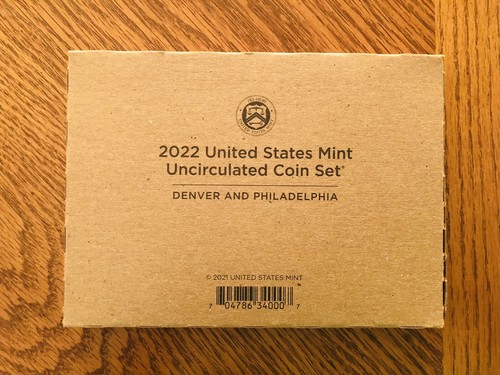 2022 United States Mint
Uncirculated Coin Set®
DENVER AND PHILADELPHIA
© 2021 UNITED STATES MINT
7 04786 34000 7